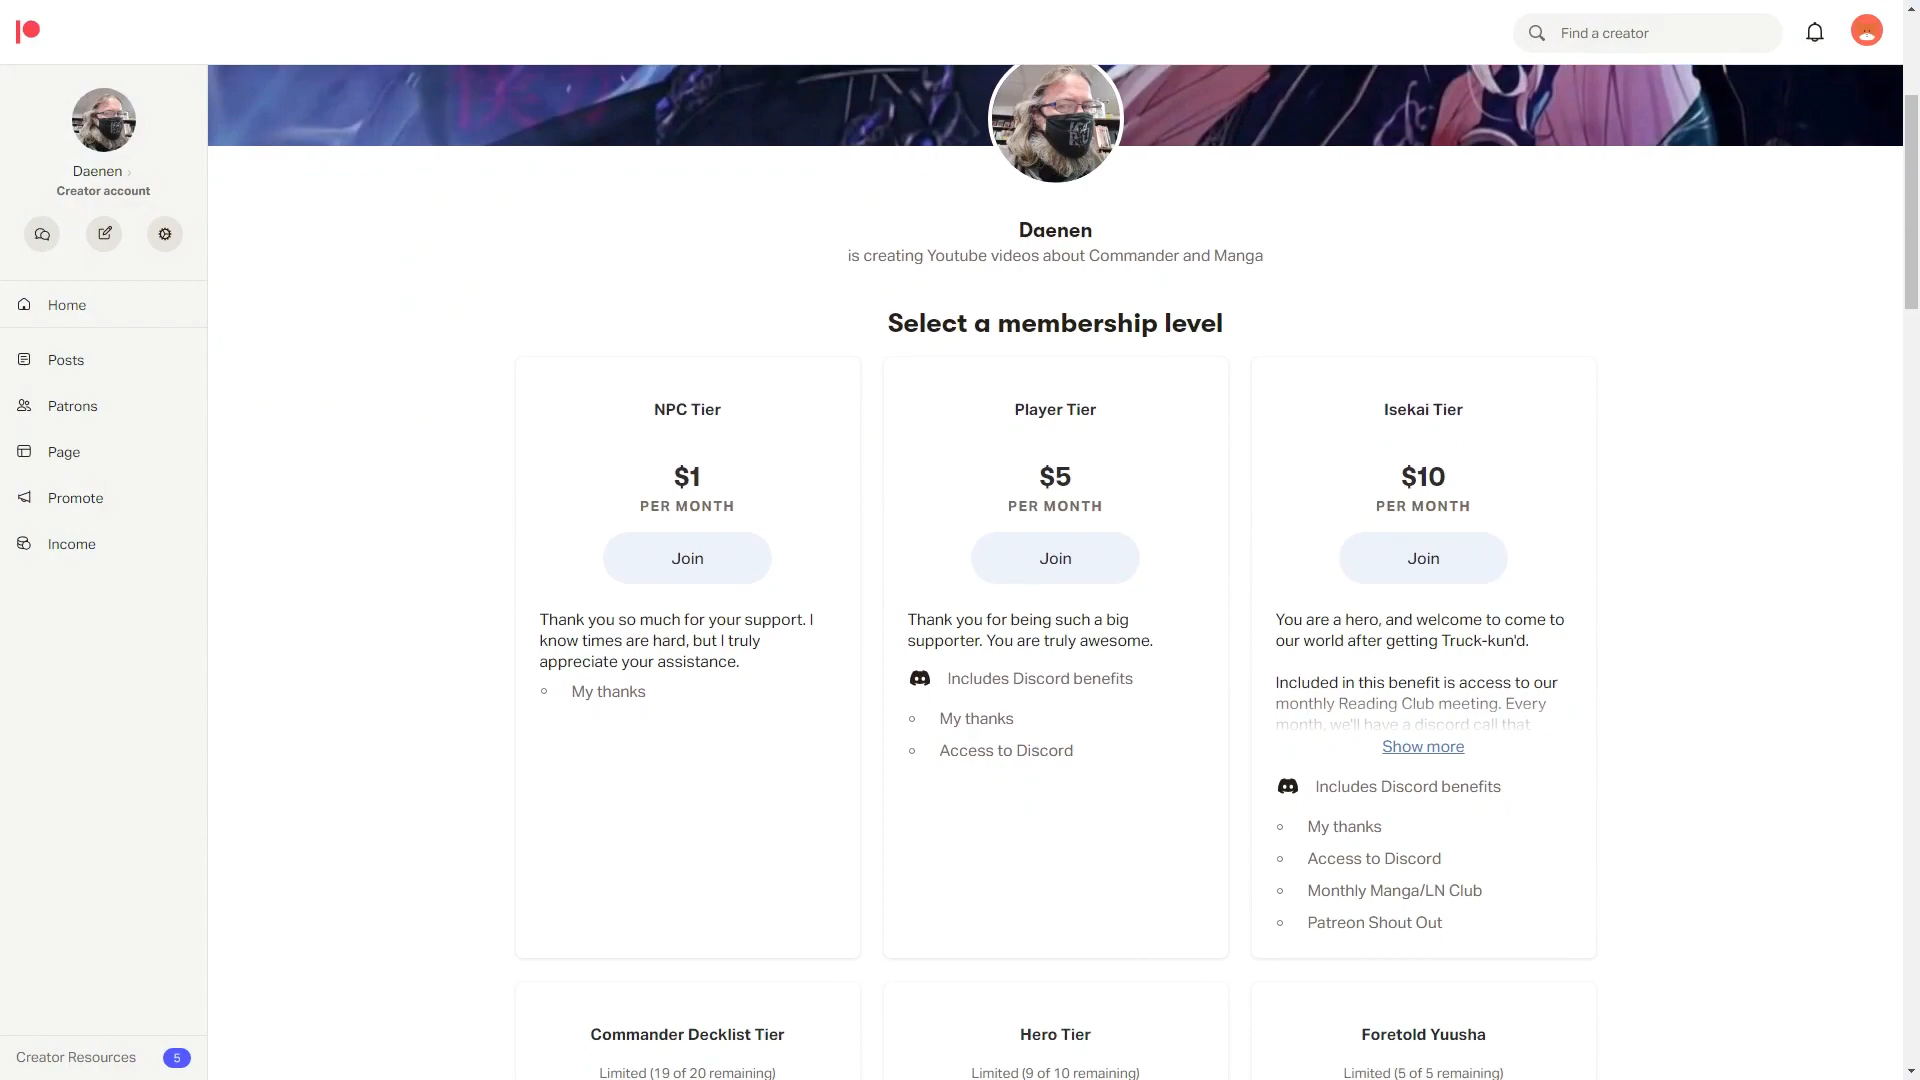 Find a creator
Daenen
Creator account
Home
Posts
Patrons
Page
Promote
Income
Creator Resources 5
Daenen
is creating Youtube videos about Commander and Manga
Select a membership level
NPC Tier
$1
PER MONTH
Join
Thank you so much for your support. I
know times are hard, but I truly
appreciate your assistance.
My thanks
Player Tier
$5
PER MONTH
Join
Thank you for being such a big
supporter. You are truly awesome.
Includes Discord benefits
My thanks
Access to Discord
Isekai Tier
$10
PER MONTH
Join
You are a hero, and welcome to come to
our world after getting Truck-kun'd.
Included in this benefit is access to our
monthly Reading Club meeting. Every
month, we'll have a discord call that
Show more
Includes Discord benefits
My thanks
Access to Discord
Monthly Manga/LN Club
Patreon Shout Out
Commander Decklist Tier
Limited (19 of 20 remaining)
Hero Tier
Limited (9 of 10 remaining)
Foretold Yuusha
Limited (5 of 5 remaining)